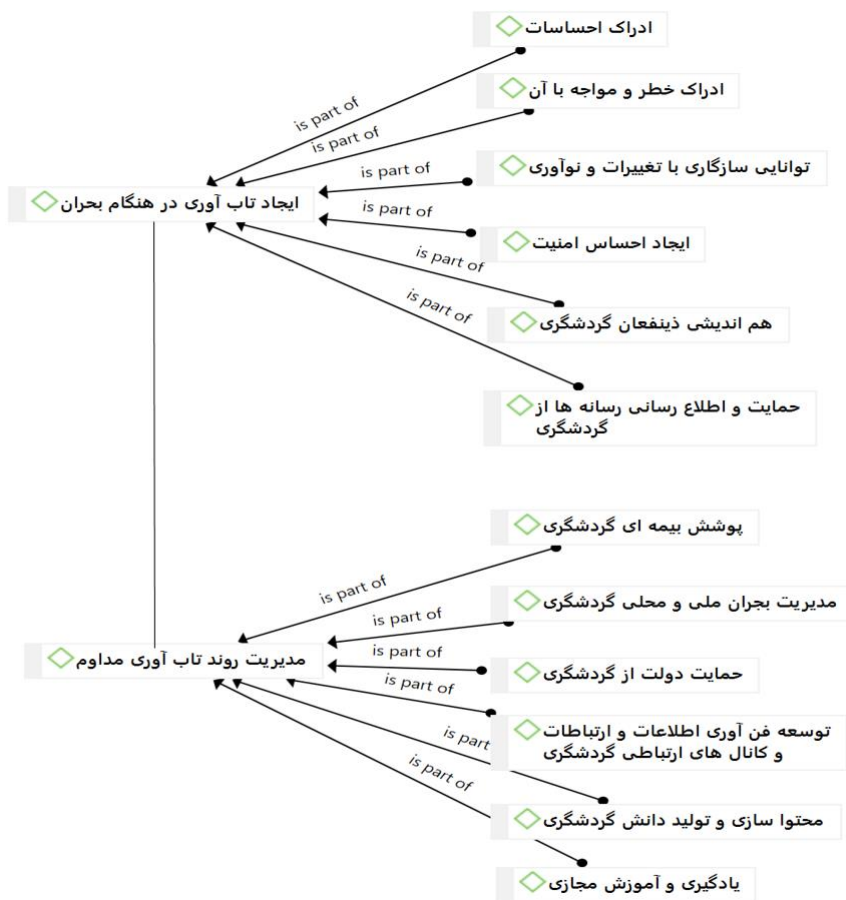 ادراک احساسات
ادراک خطر و مواجه با آن
توانایی سازگاری با تغییرات و نوآوری
ایجاد احساس امنیت
هم اندیشی ذینفعان گردشگری
حمایت و اطلاع رسانی رسانه ها از
گردشگری
is part of
is part of
is part of
is part of
is part of
is part of
ایجاد تاب آوری در هنگام بحران
پوشش بیمه ای گردشگری
مدیریت بحران ملی و محلی گردشگری
حمایت دولت از گردشگری
توسعه فن آوری اطلاعات و ارتباطات
و کانال های ارتباطی گردشگری
محتوا سازی و تولید دانش گردشگری
یادگیری و آموزش مجازی
is part of
is part of
is part of
is part of
is part
is part of
مدیریت روند تاب آوری مداوم